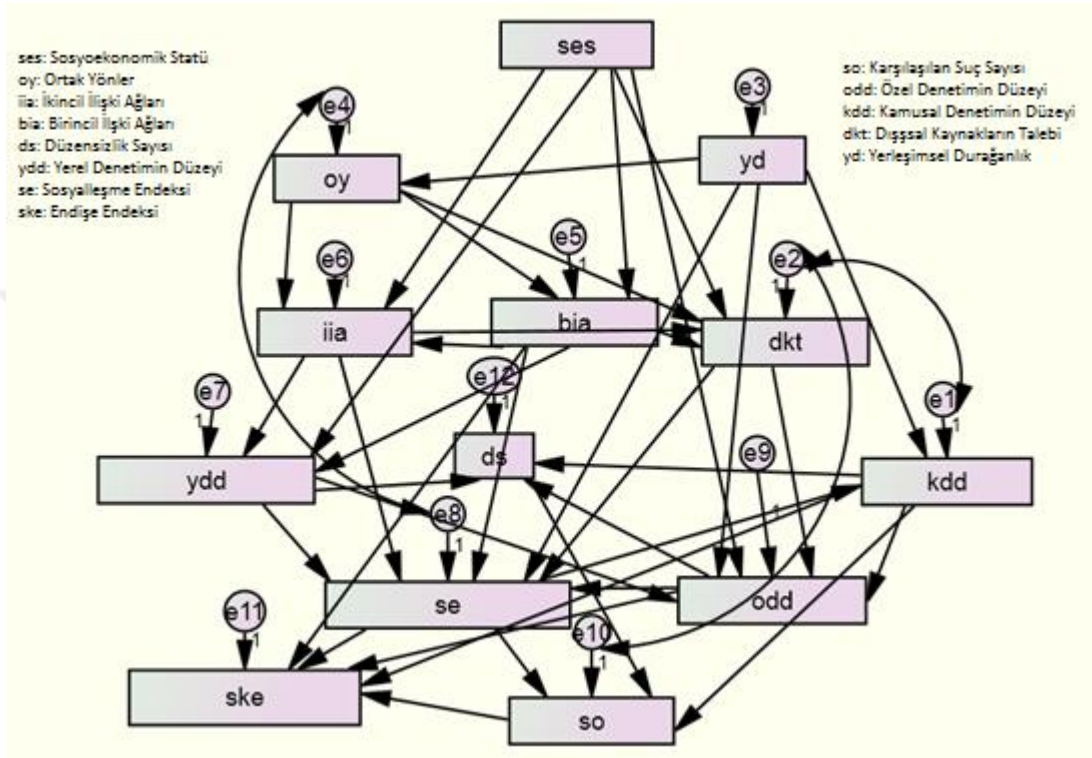 ses: Sosyoekonomik Statü
oy: Ortak Yönler
iia: İkincil İlişki Ağları
bia: Birincil İlşki Ağları
ds: Düzensizlik Sayısı
ydd: Yerel Denetimin Düzeyi
se: Sosyalleşme Endeksi
ske: Endişe Endeksi
so: Karşılaşılan Suç Sayısı
odd: Özel Denetimin Düzeyi
kdd: Kamusal Denetimin Düzeyi
dkt: Dışşsal Kaynakların Talebi
yd: Yerleşimsel Durağanlık
ses
e4
1
e3
1
oy
yd
e6
1
e5
1
e2
1
iia
bia
dkt
e7
1
e12
1
e1
1
ydd
ds
e9
1
kdd
e8
1
se
odd
e11
1
e10
1
ske
so